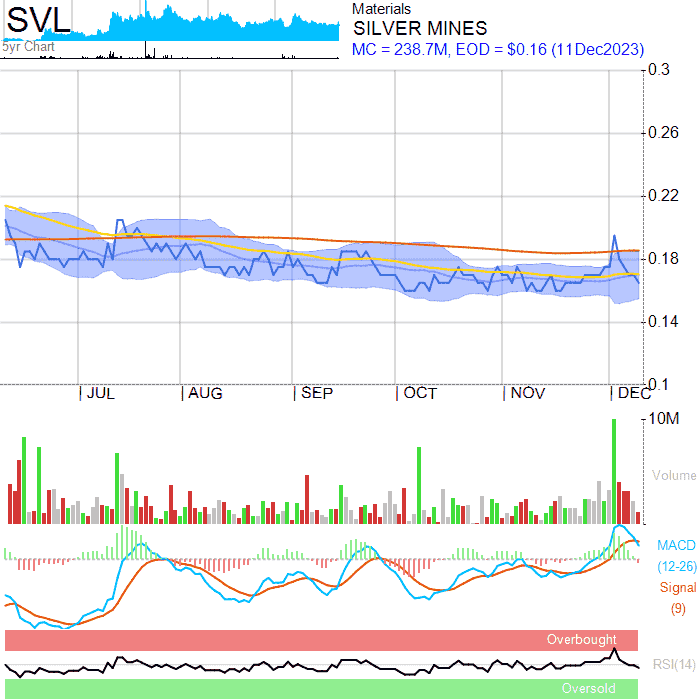 SVL
5yr Chart
Materials
SILVER MINES
MC = 238.7M, EOD = $0.16 (11Dec2023)
0.3
0.26
0.22
0.18
0.14
0.1
JUL AUG SEP OCT NOV DEC
10M
Volume
MACD
(12-26)
Signal
(9)
Overbought
RSI(14)
Oversold